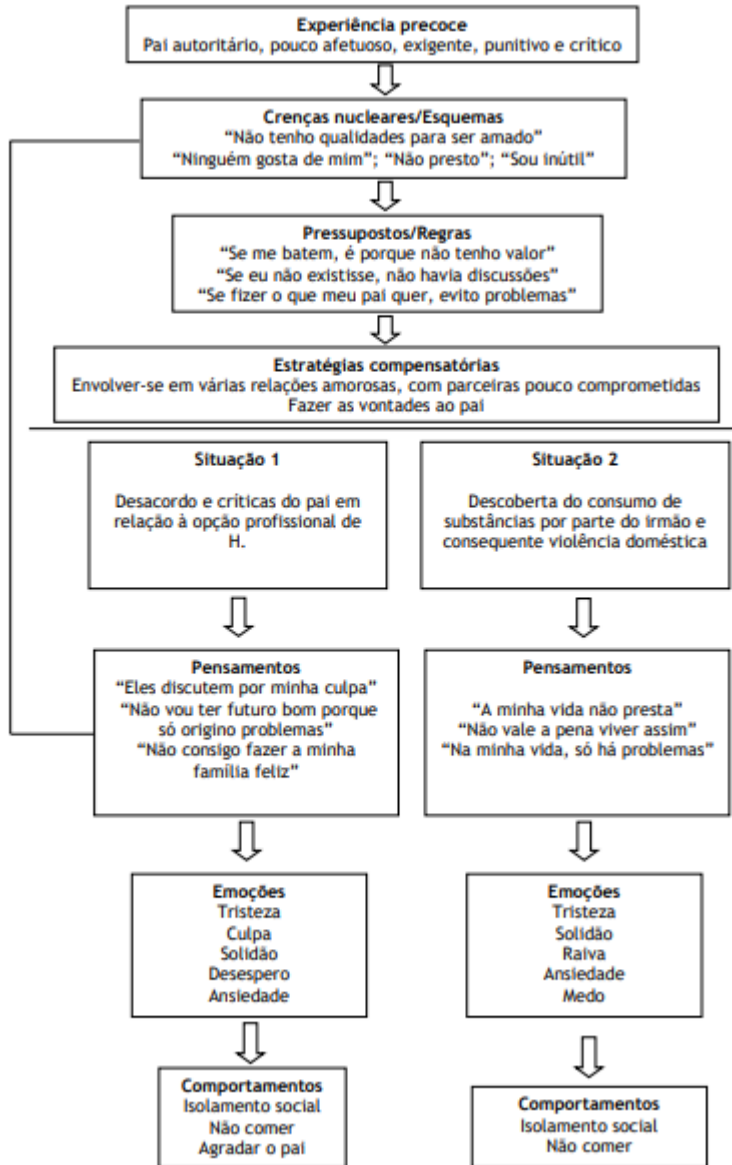 Experiência precoce
Pai autoritário, pouco afetuoso, exigente, punitivo e crítico
Crenças nucleares/Esquemas
“Não tenho qualidades para ser amado”
“Ninguém gosta de mim”; “Não presto”; “Sou inútil”
Pressupostos/Regras
“Se me batem, é porque não tenho valor”
“Se eu não existisse, não havia discussões”
“Se fizer o que meu pai quer, evito problemas”
Estratégias compensatórias
Envolver-se em várias relações amorosas, com parceiras pouco comprometidas
Fazer as vontades ao pai
Situação 1
Desacordo e críticas do pai em
relação à opção profissional de
H.
Situação 2
Descoberta do consumo de
substâncias por parte do irmão e
consequente violência doméstica
Pensamentos
“Eles discutem por minha culpa”
“Não vou ter futuro bom porque
só origino problemas”
“Não consigo fazer a minha
família feliz”
Pensamentos
“A minha vida não presta”
“Não vale a pena viver assim”
“Na minha vida, só há problemas”
Emoções
Tristeza
Culpa
Solidão
Desespero
Ansiedade
Emoções
Tristeza
Solidão
Raiva
Ansiedade
Medo
Comportamentos
Isolamento social
Não comer
Agradar o pai
Comportamentos
Isolamento social
Não comer